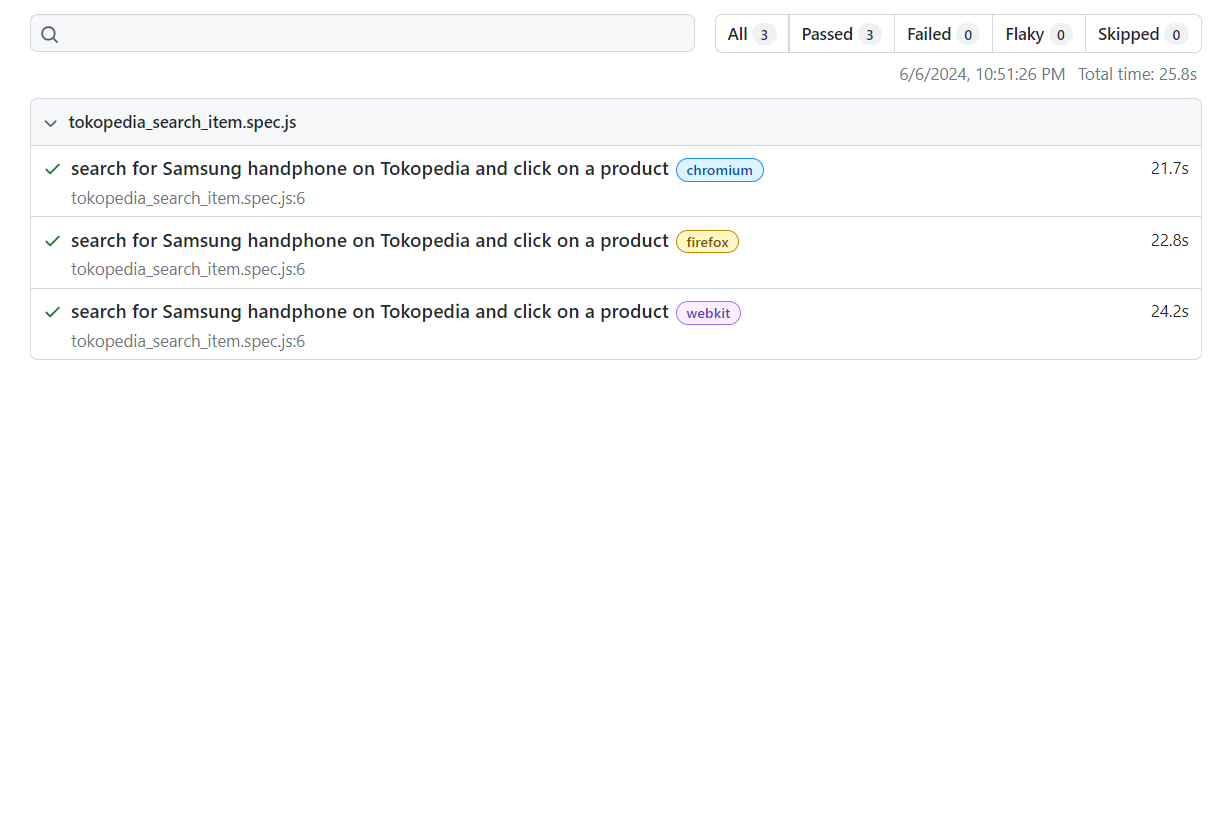 All 3 Passed 3 Failed 0 Flaky 0 Skipped 0
6/6/2024, 10:51:26 PM Total time: 25.8s
tokopedia_search_item.spec.js
search for Samsung handphone on Tokopedia and click on a product chromium 21.7s
tokopedia_search_item.spec.js:6
search for Samsung handphone on Tokopedia and click on a product firefox 22.8s
tokopedia_search_item.spec.js:6
search for Samsung handphone on Tokopedia and click on a product webkit 24.2s
tokopedia_search_item.spec.js:6